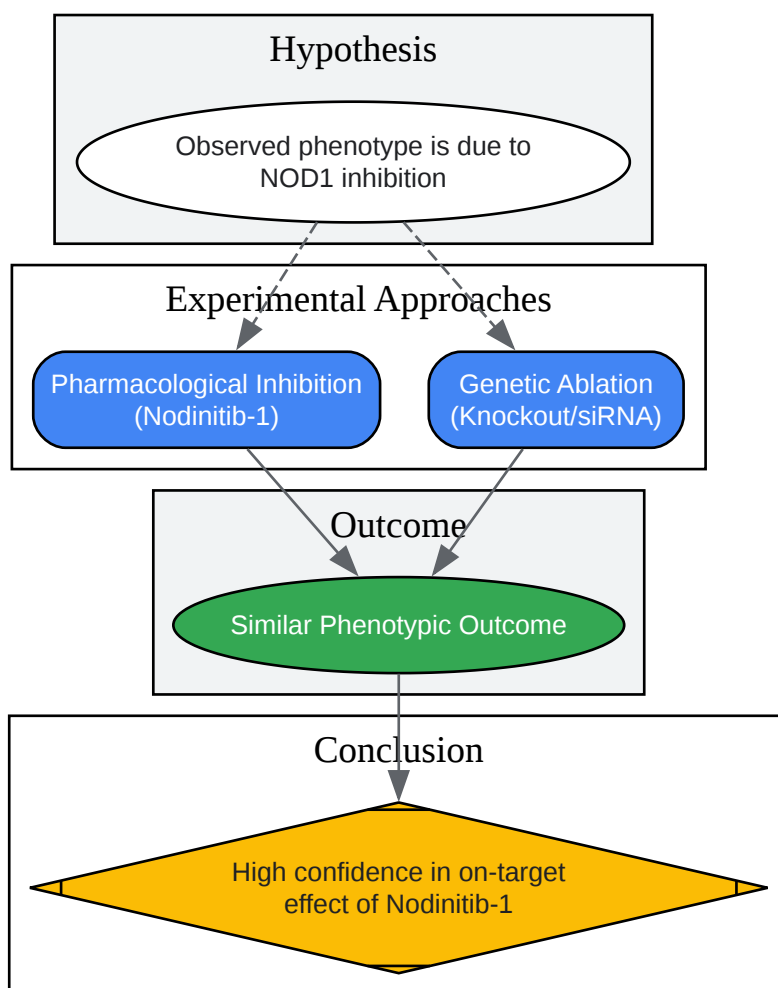 Hypothesis
Observed phenotype is due to
NOD1 inhibition
Experimental Approaches
Pharmacological Inhibition
(Nodinitib-1)
Genetic Ablation
(Knockout/siRNA)
Outcome
Similar Phenotypic Outcome
Conclusion
High confidence in on-target
effect of Nodinitib-1